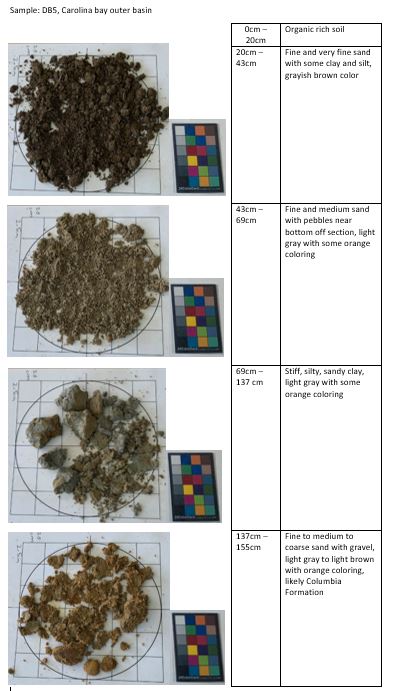 Sample: DB5, Carolina bay outer basin
0cm –
20cm
Organic rich soil
20cm –
43cm
Fine and very fine sand
with some clay and silt,
grayish brown color
43cm –
69cm
Fine and medium sand
with pebbles near
bottom off section, light
gray with some orange
coloring
69cm –
137 cm
Stiff, silty, sandy clay,
light gray with some
orange coloring
137cm –
155cm
Fine to medium to
coarse sand with gravel,
light gray to light brown
with orange coloring,
likely Columbia
Formation